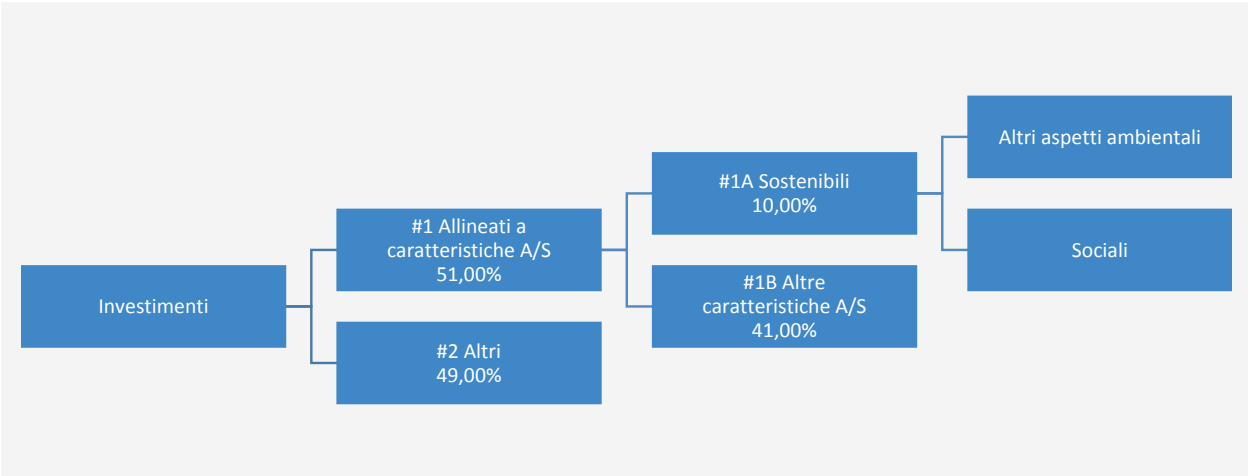 Investimenti
#1 Allineati a
caratteristiche A/S
51,00%
#2 Altri
49,00%
#1A Sostenibili
10,00%
#1B Altre
caratteristiche A/S
41,00%
Altri aspetti ambientali
Sociali